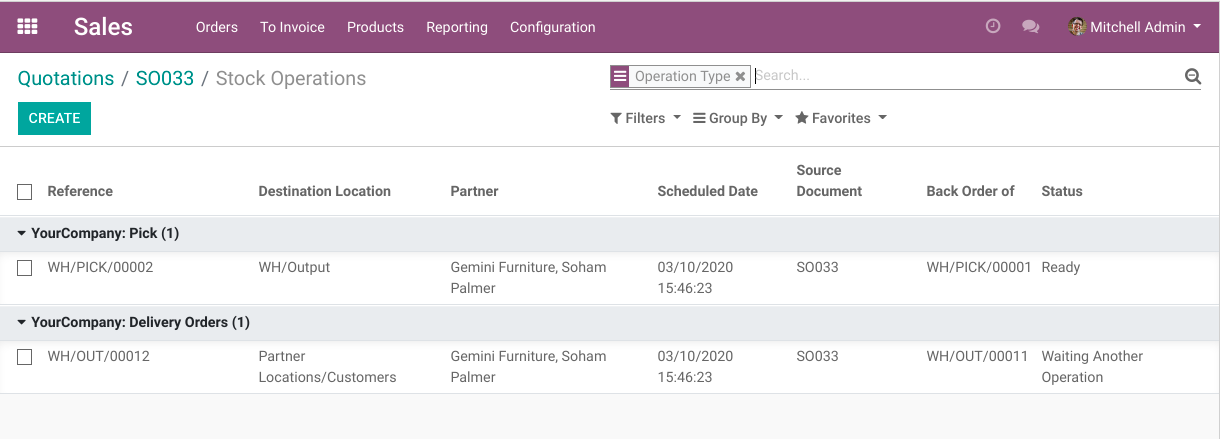 Sales Orders To Invoice Products Reporting Configuration Mitchell Admin
Quotations / SO033 / Stock Operations
Operation Type Search...
CREATE
Filters Group By Favorites
Reference Destination Location Partner Scheduled Date Source Document Back Order of Status
YourCompany: Pick (1)
WH/PICK/00002 WH/Output Gemini Furniture, Soham 03/10/2020 SO033 WH/PICK/00001 Ready
Palmer 15:46:23
YourCompany: Delivery Orders (1)
WH/OUT/00012 Partner Gemini Furniture, Soham 03/10/2020 SO033 WH/OUT/00011 Waiting Another
Locations/Customers Palmer 15:46:23 Operation